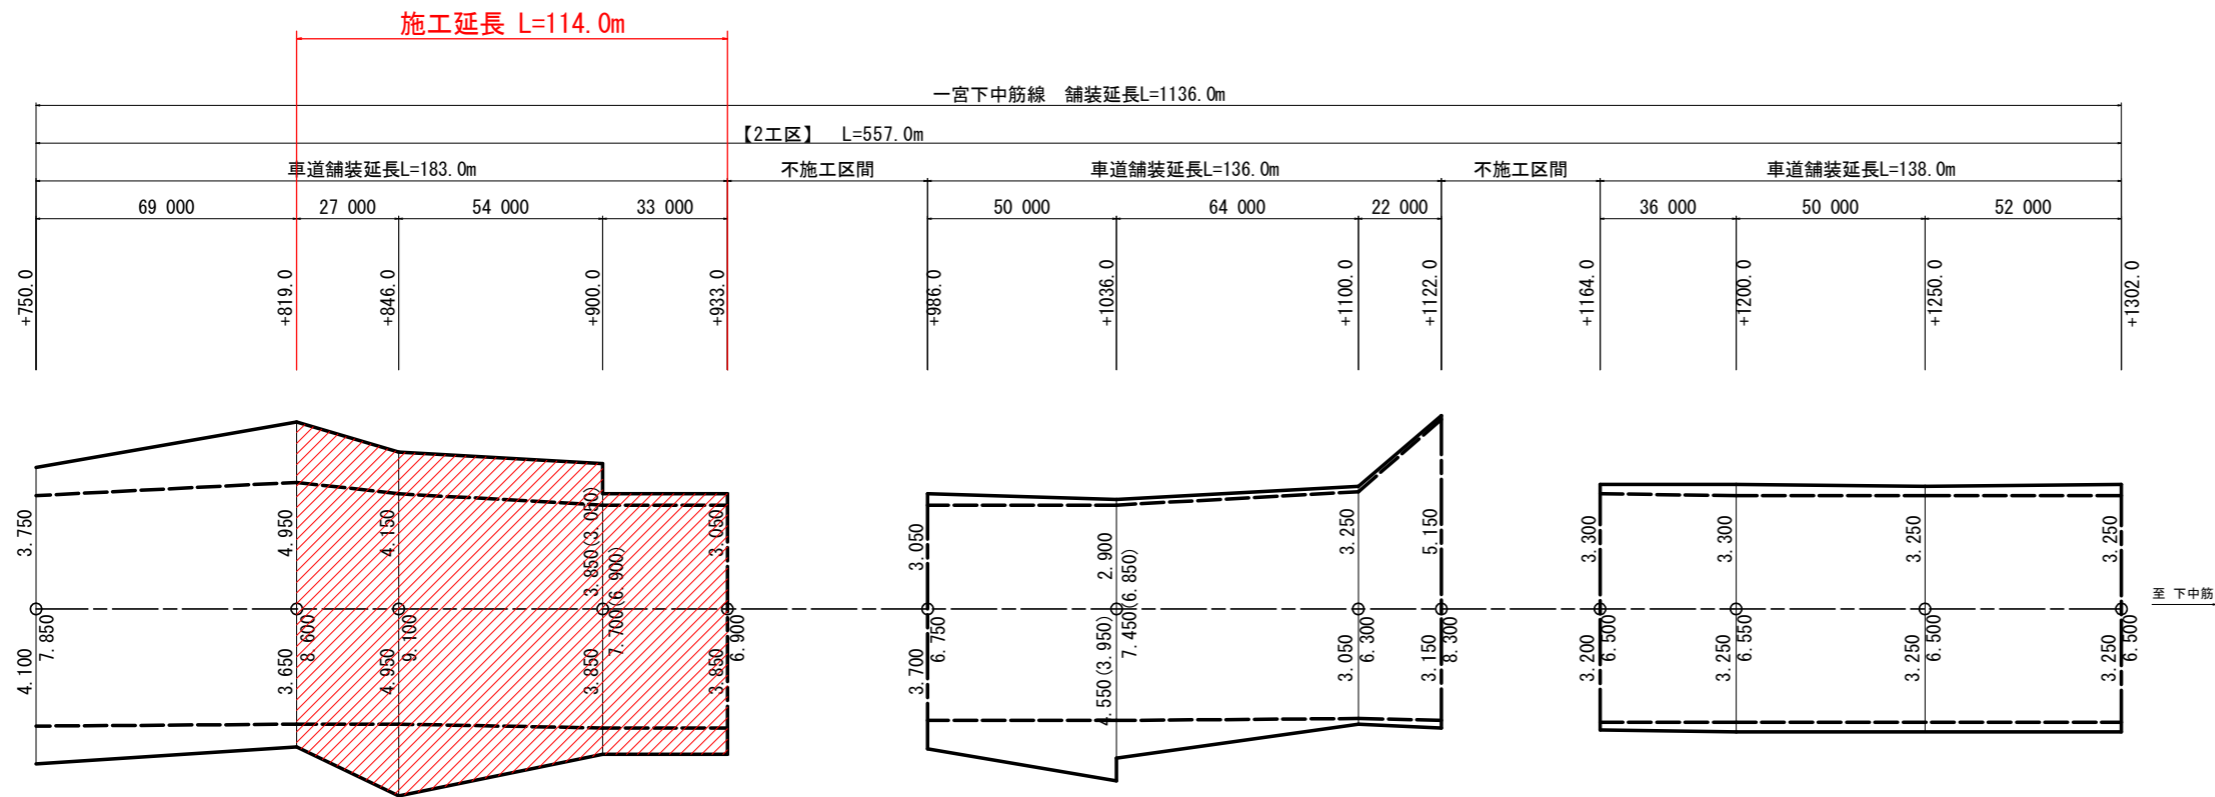 施工延長 L=114.0m
一宮下中筋線 舗装延長L=1136.0m
【2工区】 L=557.0m
車道舗装延長L=183.0m 不施工区間 車道舗装延長L=136.0m 不施工区間 車道舗装延長L=138.0m
69 000 27 000 54 000 33 000 50 000 64 000 22 000 36 000 50 000 52 000
+750.0 +819.0 +846.0 +900.0 +933.0 +986.0 +1036.0 +1100.0 +1122.0 +1164.0 +1200.0 +1250.0 +1302.0
3.750 4.950 4.150 3.850(3.050) 3.050 3.050 2.900 3.250 5.150 3.300 3.300 3.250 3.250
7.850 8.600 9.100 7.700(6.900) 6.900 6.750 7.450(6.850) 6.300 8.300 6.500 6.550 6.500 6.500
4.100 3.650 4.950 3.850 3.850 3.700 4.550(3.950) 3.050 3.150 3.200 3.250 3.250 3.250
至 下中筋